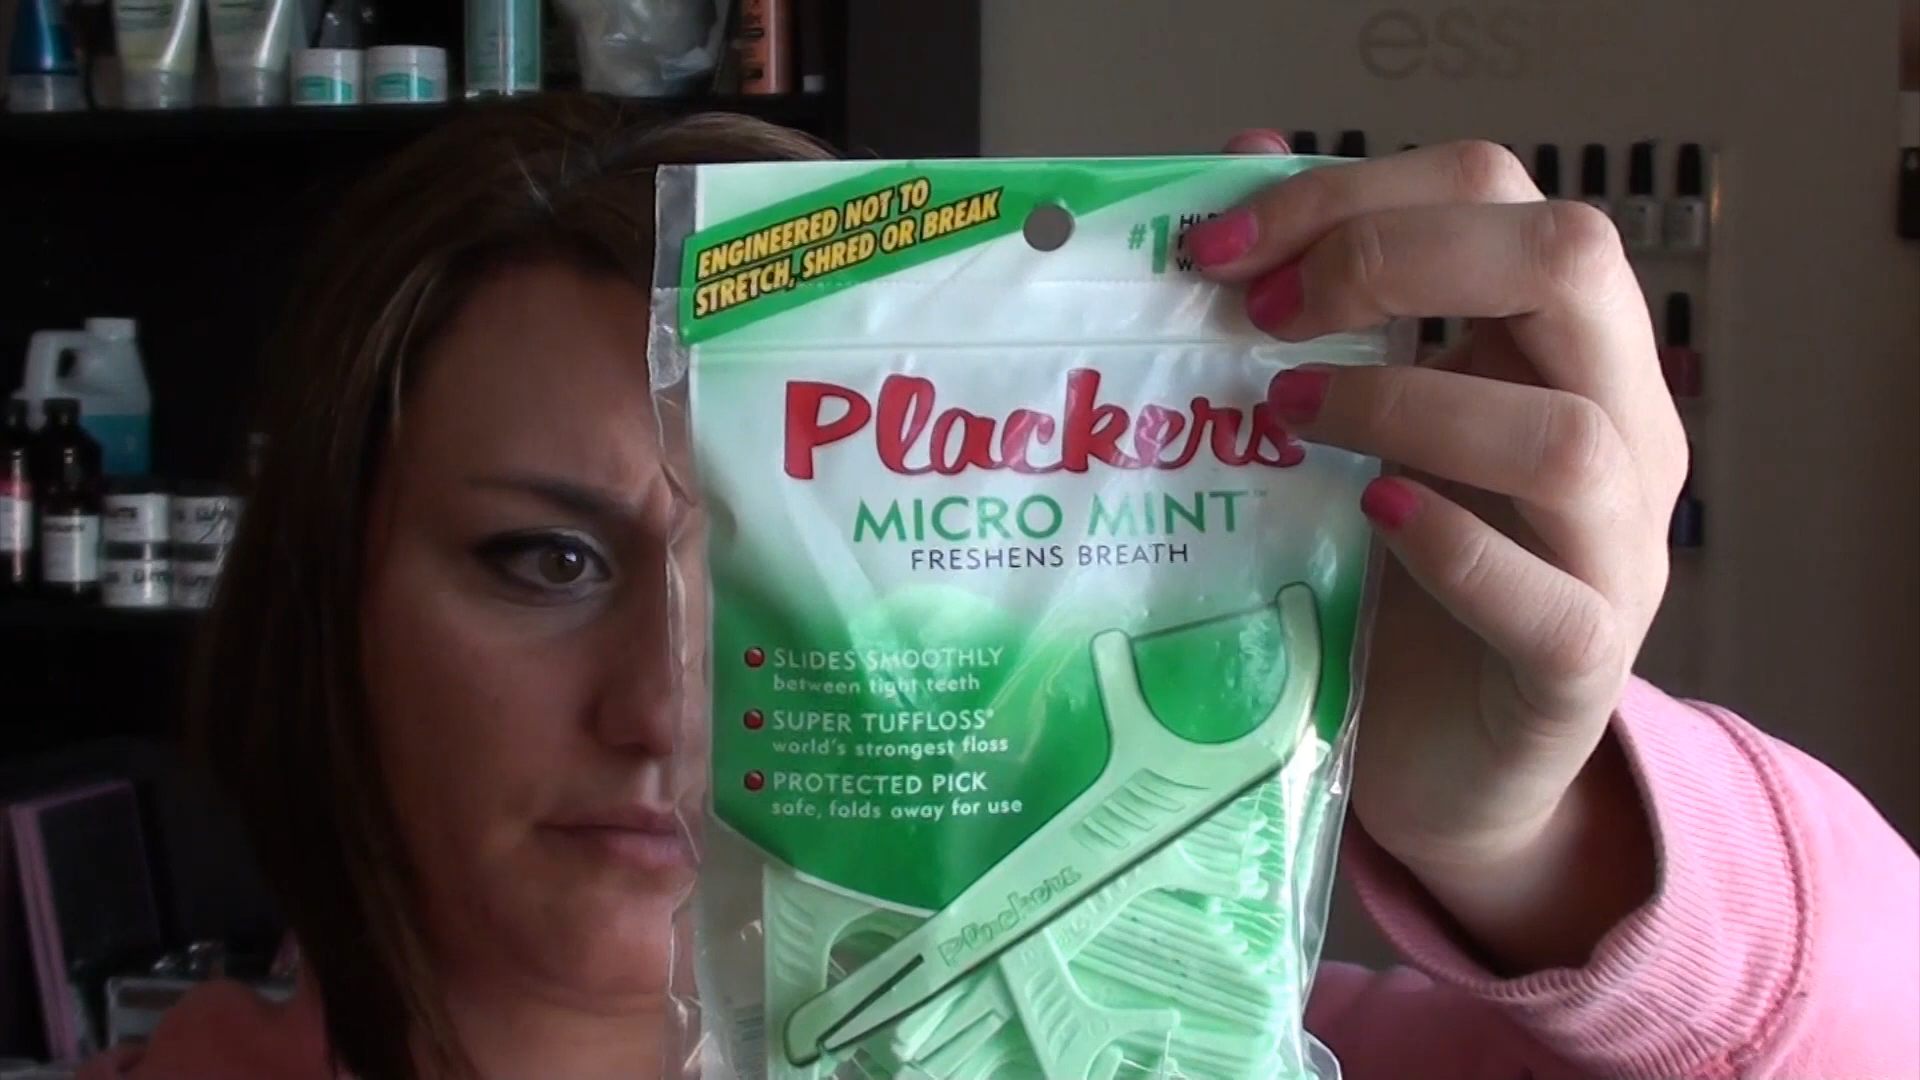 ess
ENGINEERED NOT TO
STRETCH, SHRED OR BREAK
#1
Plackers
MICRO MINT™
FRESHENS BREATH
SLIDES SMOOTHLY
between tight teeth
SUPER TUFFLOSS®
world's strongest floss
PROTECTED PICK
safe, folds away for use
Plackers